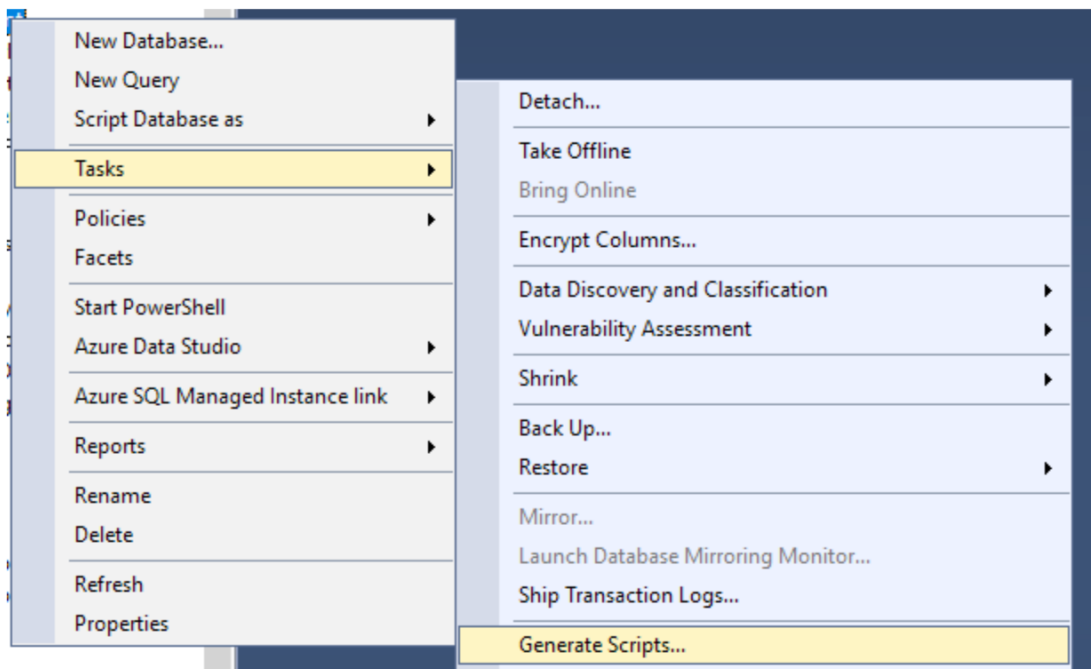 New Database...
New Query
Script Database as
Tasks
Policies
Facets
Start PowerShell
Azure Data Studio
Azure SQL Managed Instance link
Reports
Rename
Delete
Refresh
Properties
Detach...
Take Offline
Bring Online
Encrypt Columns...
Data Discovery and Classification
Vulnerability Assessment
Shrink
Back Up...
Restore
Mirror...
Launch Database Mirroring Monitor...
Ship Transaction Logs...
Generate Scripts...